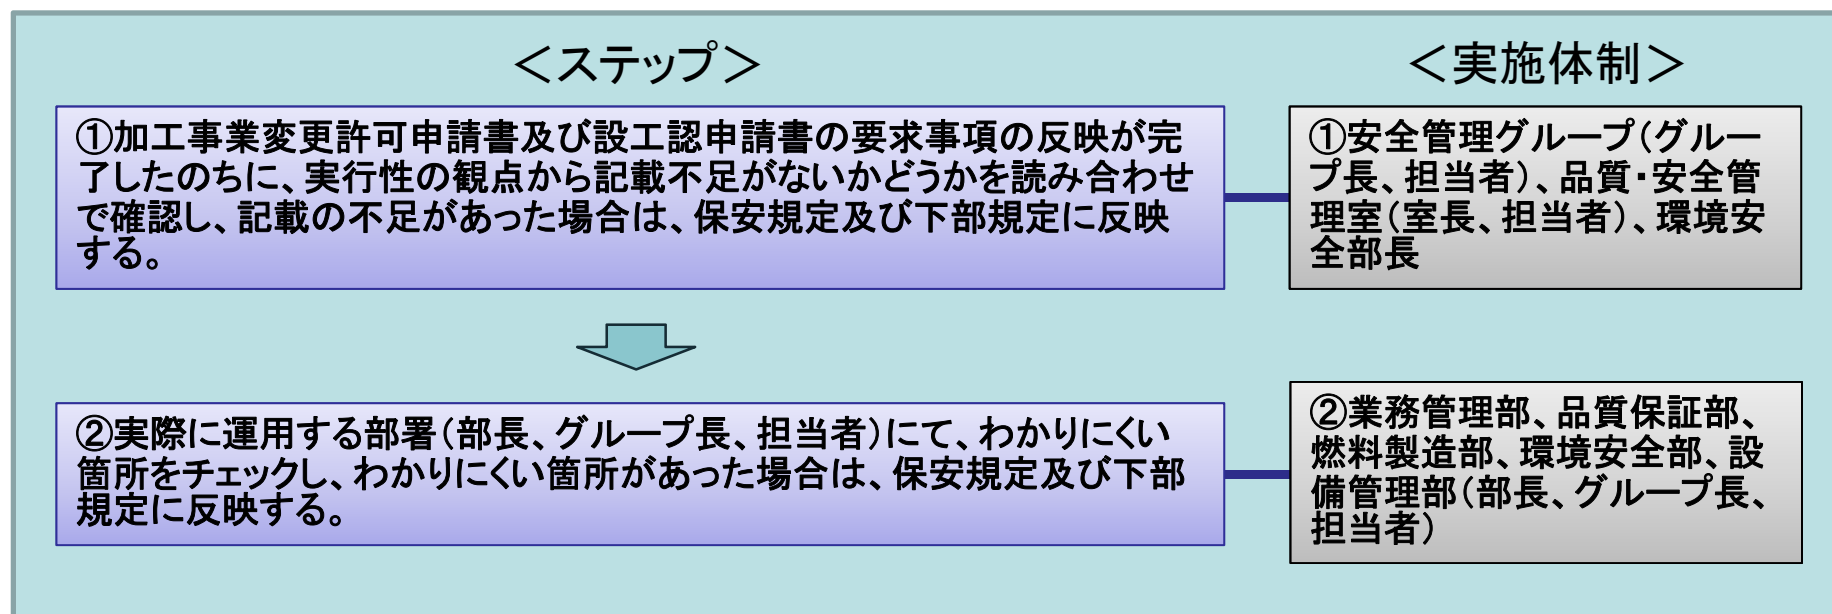 ＜ステップ＞
＜実施体制＞
①加工事業変更許可申請書及び設工認申請書の要求事項の反映が完
了したのちに、実行性の観点から記載不足がないかどうかを読み合わせ
で確認し、記載の不足があった場合は、保安規定及び下部規定に反映
する。
①安全管理グループ（グルー
プ長、担当者）、品質・安全管
理室（室長、担当者）、環境安
全部長
②実際に運用する部署（部長、グループ長、担当者）にて、わかりにくい
箇所をチェックし、わかりにくい箇所があった場合は、保安規定及び下部
規定に反映する。
②業務管理部、品質保証部、
燃料製造部、環境安全部、設
備管理部（部長、グループ長、
担当者）